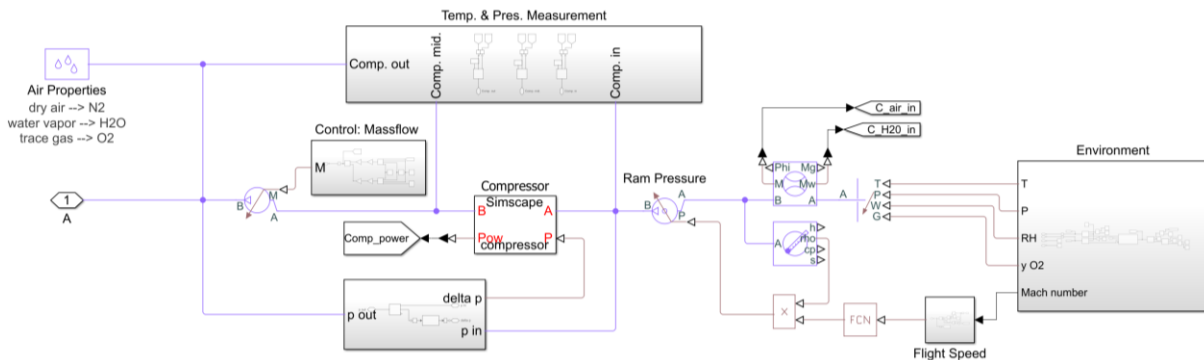 Temp. & Pres. Measurement
Comp. out
Comp. mid.
Comp. in
Air Properties
dry air --> N2
water vapor --> H2O
trace gas --> O2
Control: Massflow
M
B
M
A
1
A
Compressor
Simscape
B
A
Pow
P
compressor
Comp_power
delta p
p out
p in
Ram Pressure
A
B
P
C_air_in
C_H20_in
Phi
Mg
M
Mw
B
A
A
T
P
W
G
A
h
rho
cp
s
X
FCN
Flight Speed
Environment
T
P
RH
y O2
Mach number